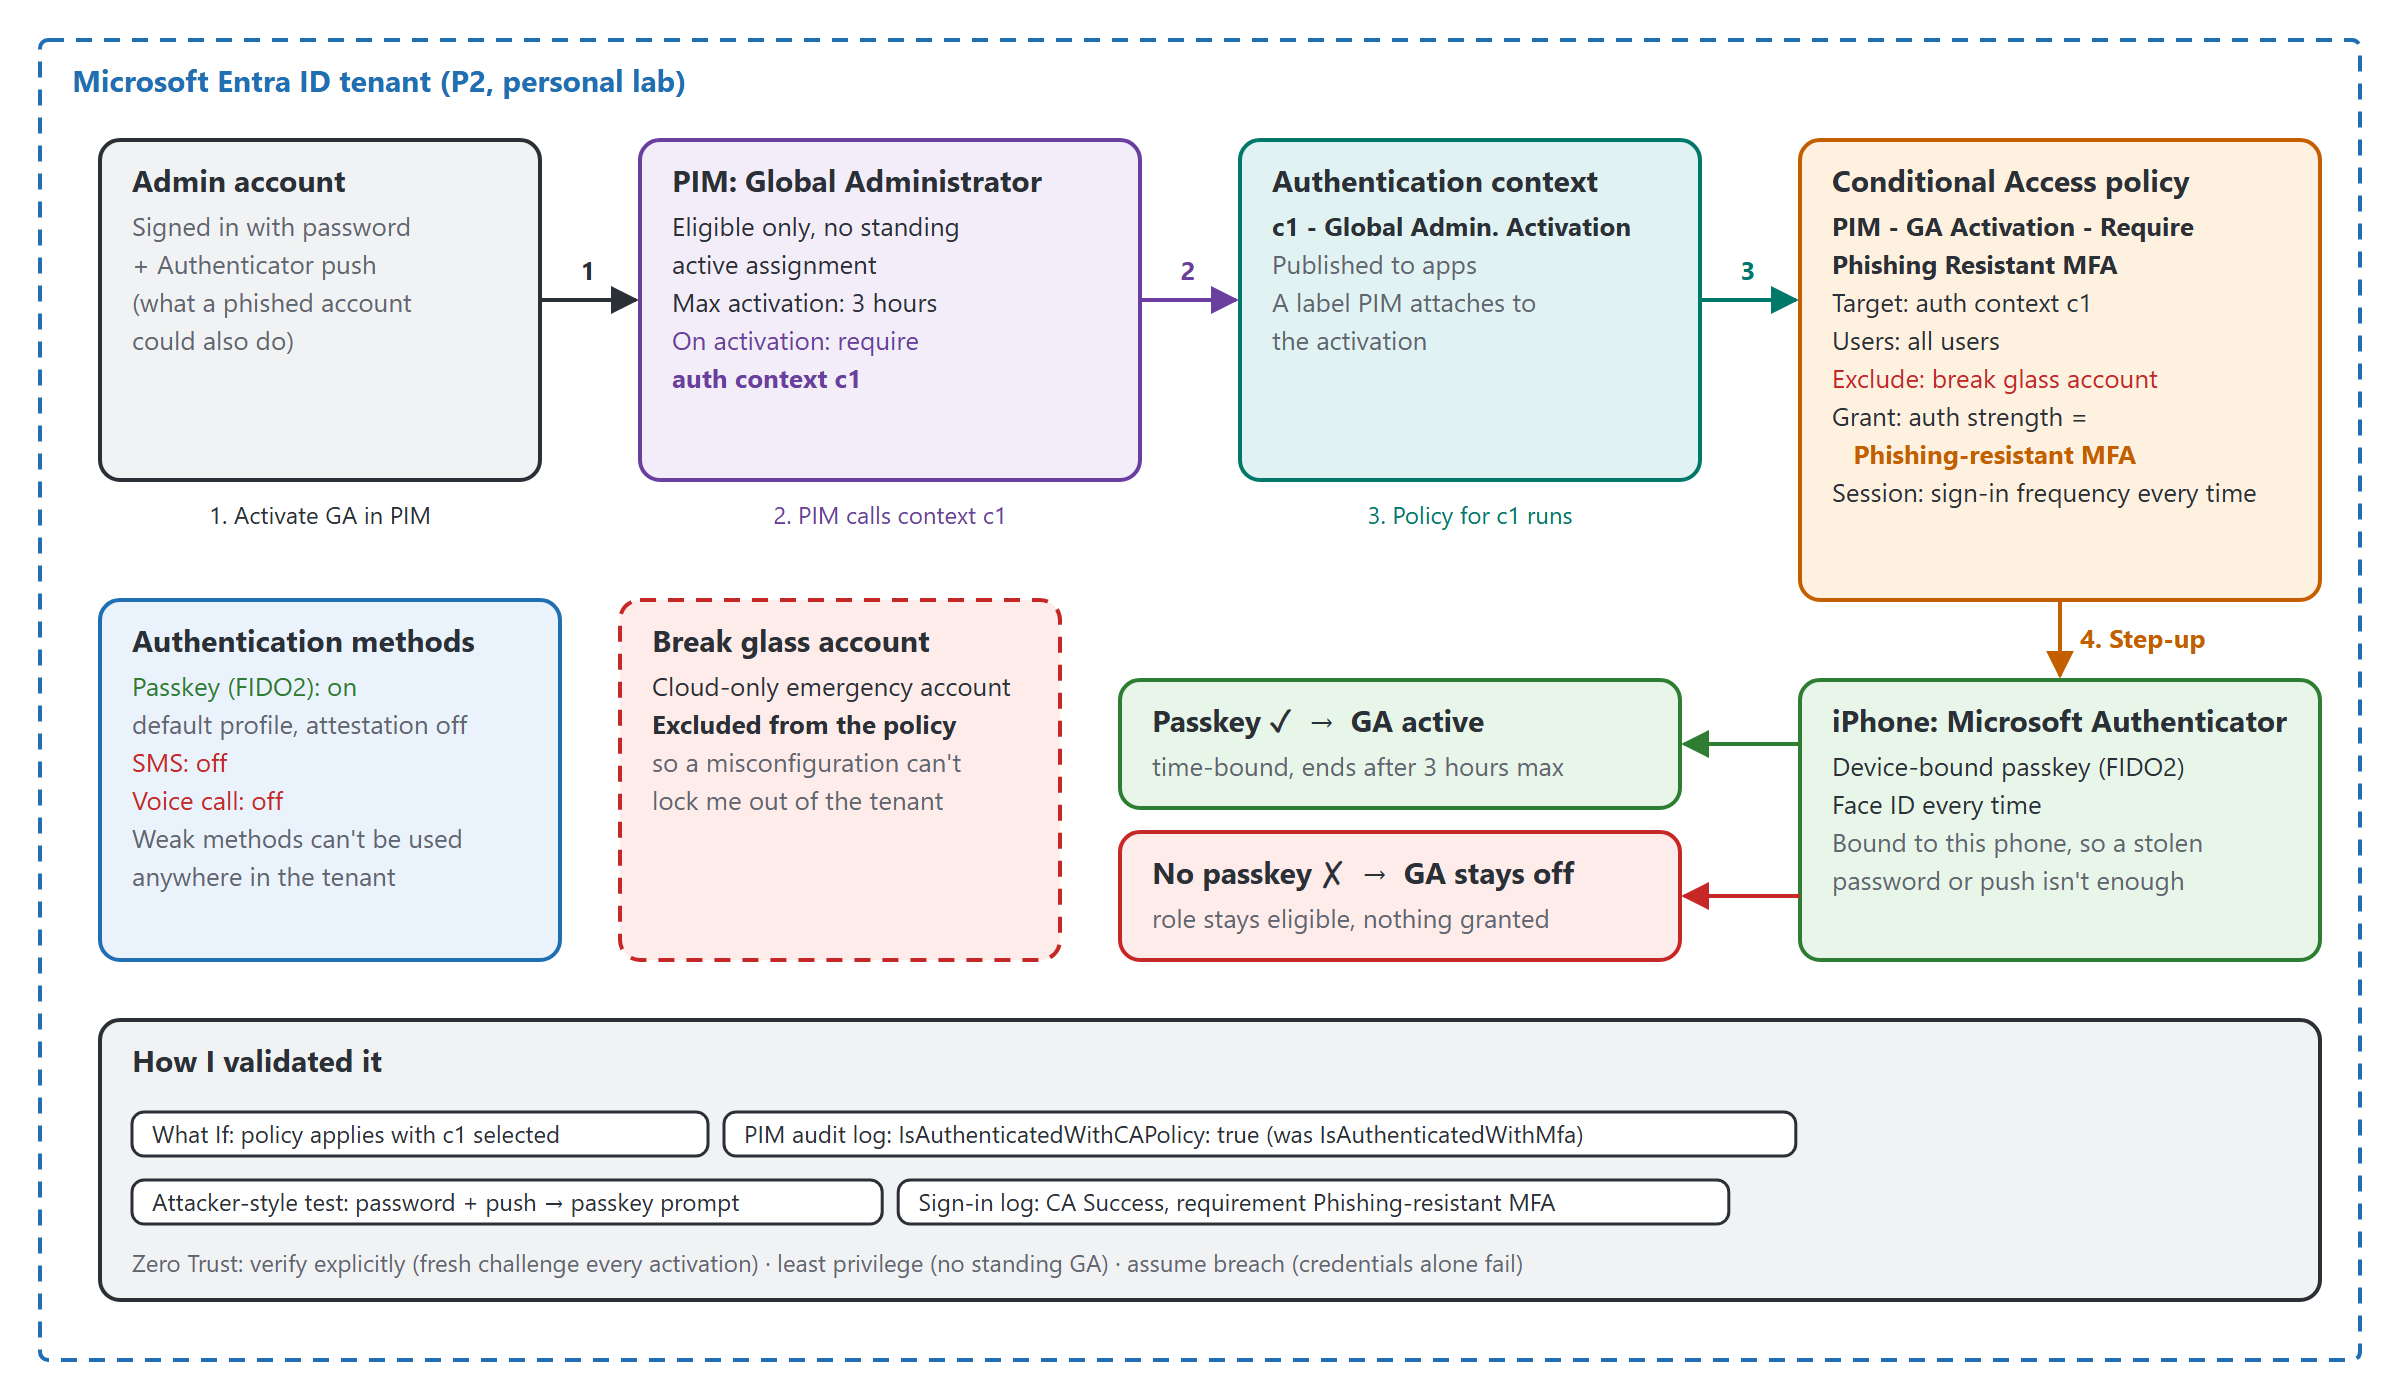 Microsoft Entra ID tenant (P2, personal lab)
Admin account
Signed in with password
+ Authenticator push
(what a phished account
could also do)
1
PIM: Global Administrator
Eligible only, no standing
active assignment
Max activation: 3 hours
On activation: require
auth context c1
2
Authentication context
c1 - Global Admin. Activation
Published to apps
A label PIM attaches to
the activation
3
Conditional Access policy
PIM - GA Activation - Require
Phishing Resistant MFA
Target: auth context c1
Users: all users
Exclude: break glass account
Grant: auth strength =
Phishing-resistant MFA
Session: sign-in frequency every time
1. Activate GA in PIM
2. PIM calls context c1
3. Policy for c1 runs
4. Step-up
Authentication methods
Passkey (FIDO2): on
default profile, attestation off
SMS: off
Voice call: off
Weak methods can't be used
anywhere in the tenant
Break glass account
Cloud-only emergency account
Excluded from the policy
so a misconfiguration can't
lock me out of the tenant
Passkey ✓ → GA active
time-bound, ends after 3 hours max
No passkey ✗ → GA stays off
role stays eligible, nothing granted
iPhone: Microsoft Authenticator
Device-bound passkey (FIDO2)
Face ID every time
Bound to this phone, so a stolen
password or push isn't enough
How I validated it
What If: policy applies with c1 selected
PIM audit log: IsAuthenticatedWithCAPolicy: true (was IsAuthenticatedWithMfa)
Attacker-style test: password + push → passkey prompt
Sign-in log: CA Success, requirement Phishing-resistant MFA
Zero Trust: verify explicitly (fresh challenge every activation) · least privilege (no standing GA) · assume breach (credentials alone fail)